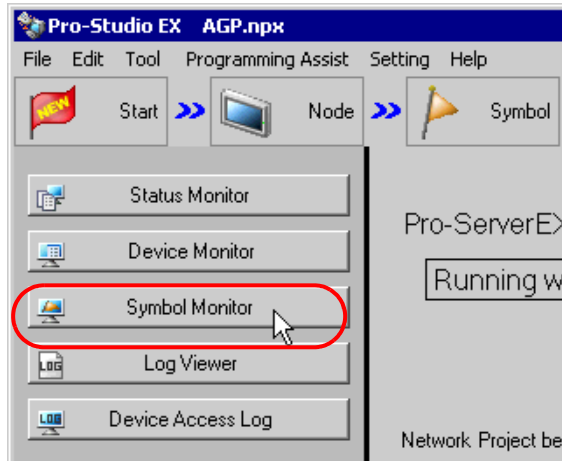 Pro-Studio EX AGP.npx
File Edit Tool Programming Assist Setting Help
NEW Start Node Symbol
Status Monitor
Pro-ServerEX
Device Monitor
Running w
Symbol Monitor
LOG Log Viewer
LOG Device Access Log
Network Project be